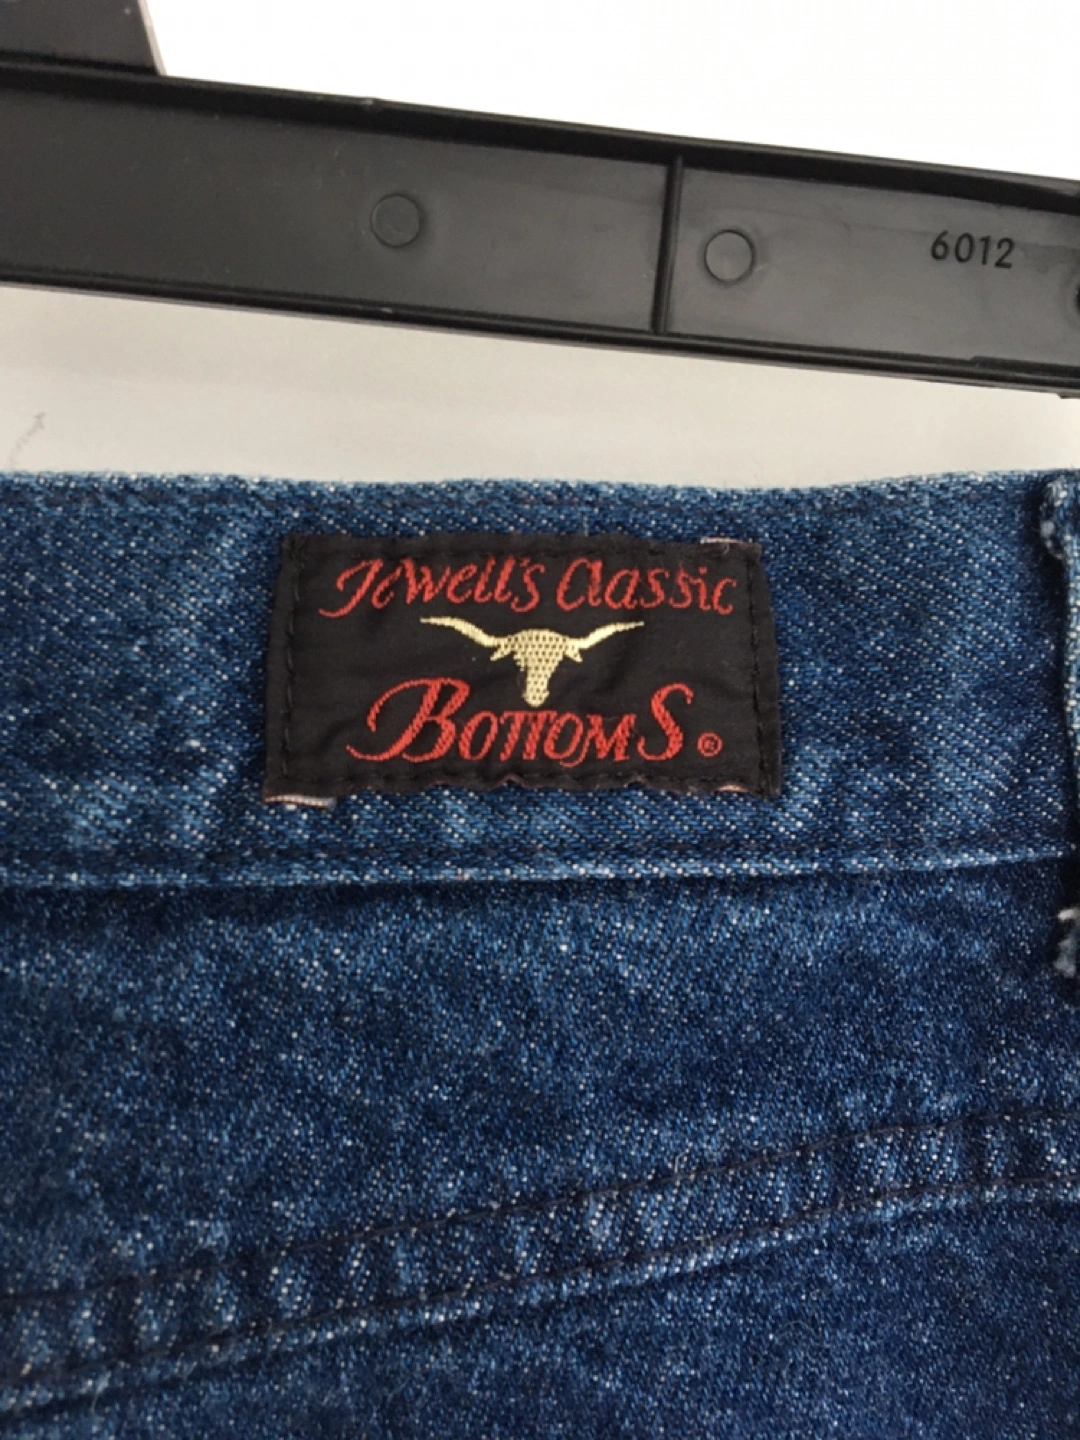 6012
Jewell's Classic
BOTTOMS ®